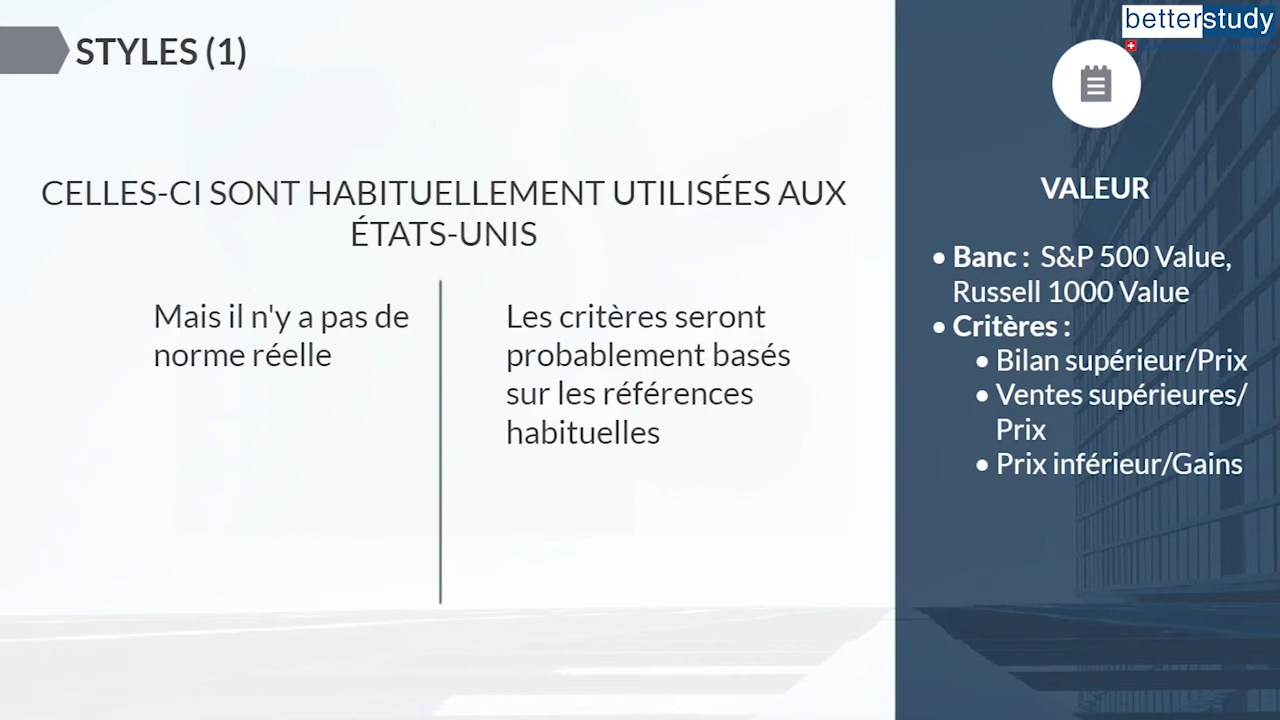 STYLES (1)
CELLES-CI SONT HABITUELLEMENT UTILISÉES AUX
ÉTATS-UNIS
Mais il n'y a pas de
norme réelle
Les critères seront
probablement basés
sur les références
habituelles
betterstudy
VALEUR
• Banc : S&P 500 Value,
Russell 1000 Value
• Critères :
• Bilan supérieur/Prix
• Ventes supérieures/
Prix
• Prix inférieur/Gains